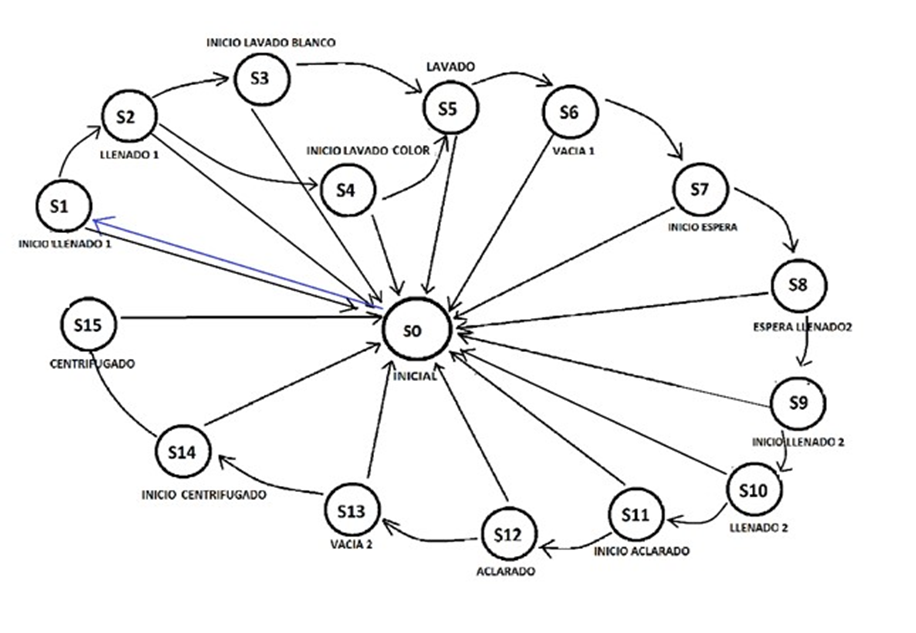 INICIO LAVADO BLANCO
S3
LAVADO
S5
S2
LLENADO 1
S6
VACIA 1
INICIO LAVADO COLOR
S4
S7
INICIO ESPERA
S1
INICIO LLENADO 1
S8
ESPERA LLENADO2
S15
CENTRIFUGADO
S0
INICIAL
S9
INICIO LLENADO 2
S14
INICIO CENTRIFUGADO
S10
LLENADO 2
S13
VACIA 2
S11
INICIO ACLARADO
S12
ACLARADO